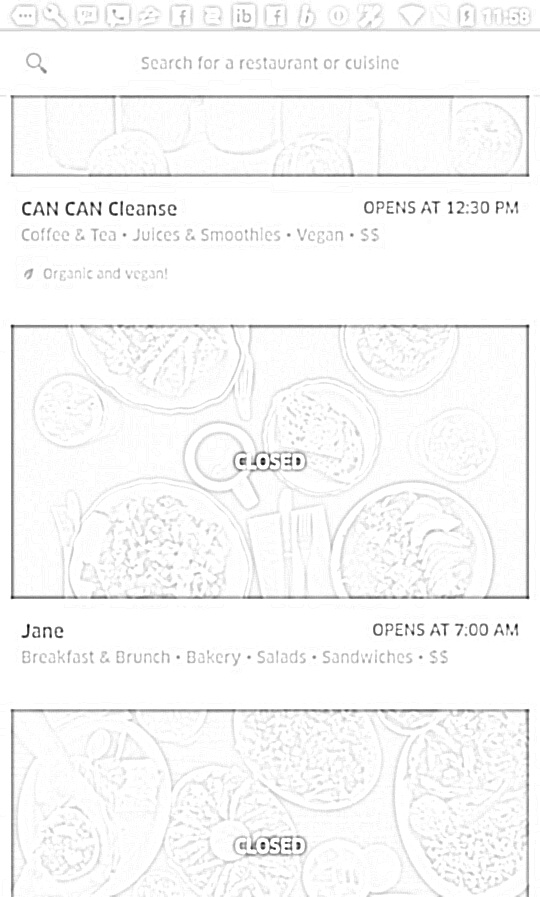 11:58
Search for a restaurant or cuisine
CAN CAN Cleanse
OPENS AT 12:30 PM
Coffee & Tea • Juices & Smoothies • Vegan • $$
Organic and vegan!
CLOSED
Jane
OPENS AT 7:00 AM
Breakfast & Brunch • Bakery • Salads • Sandwiches • $$
CLOSED